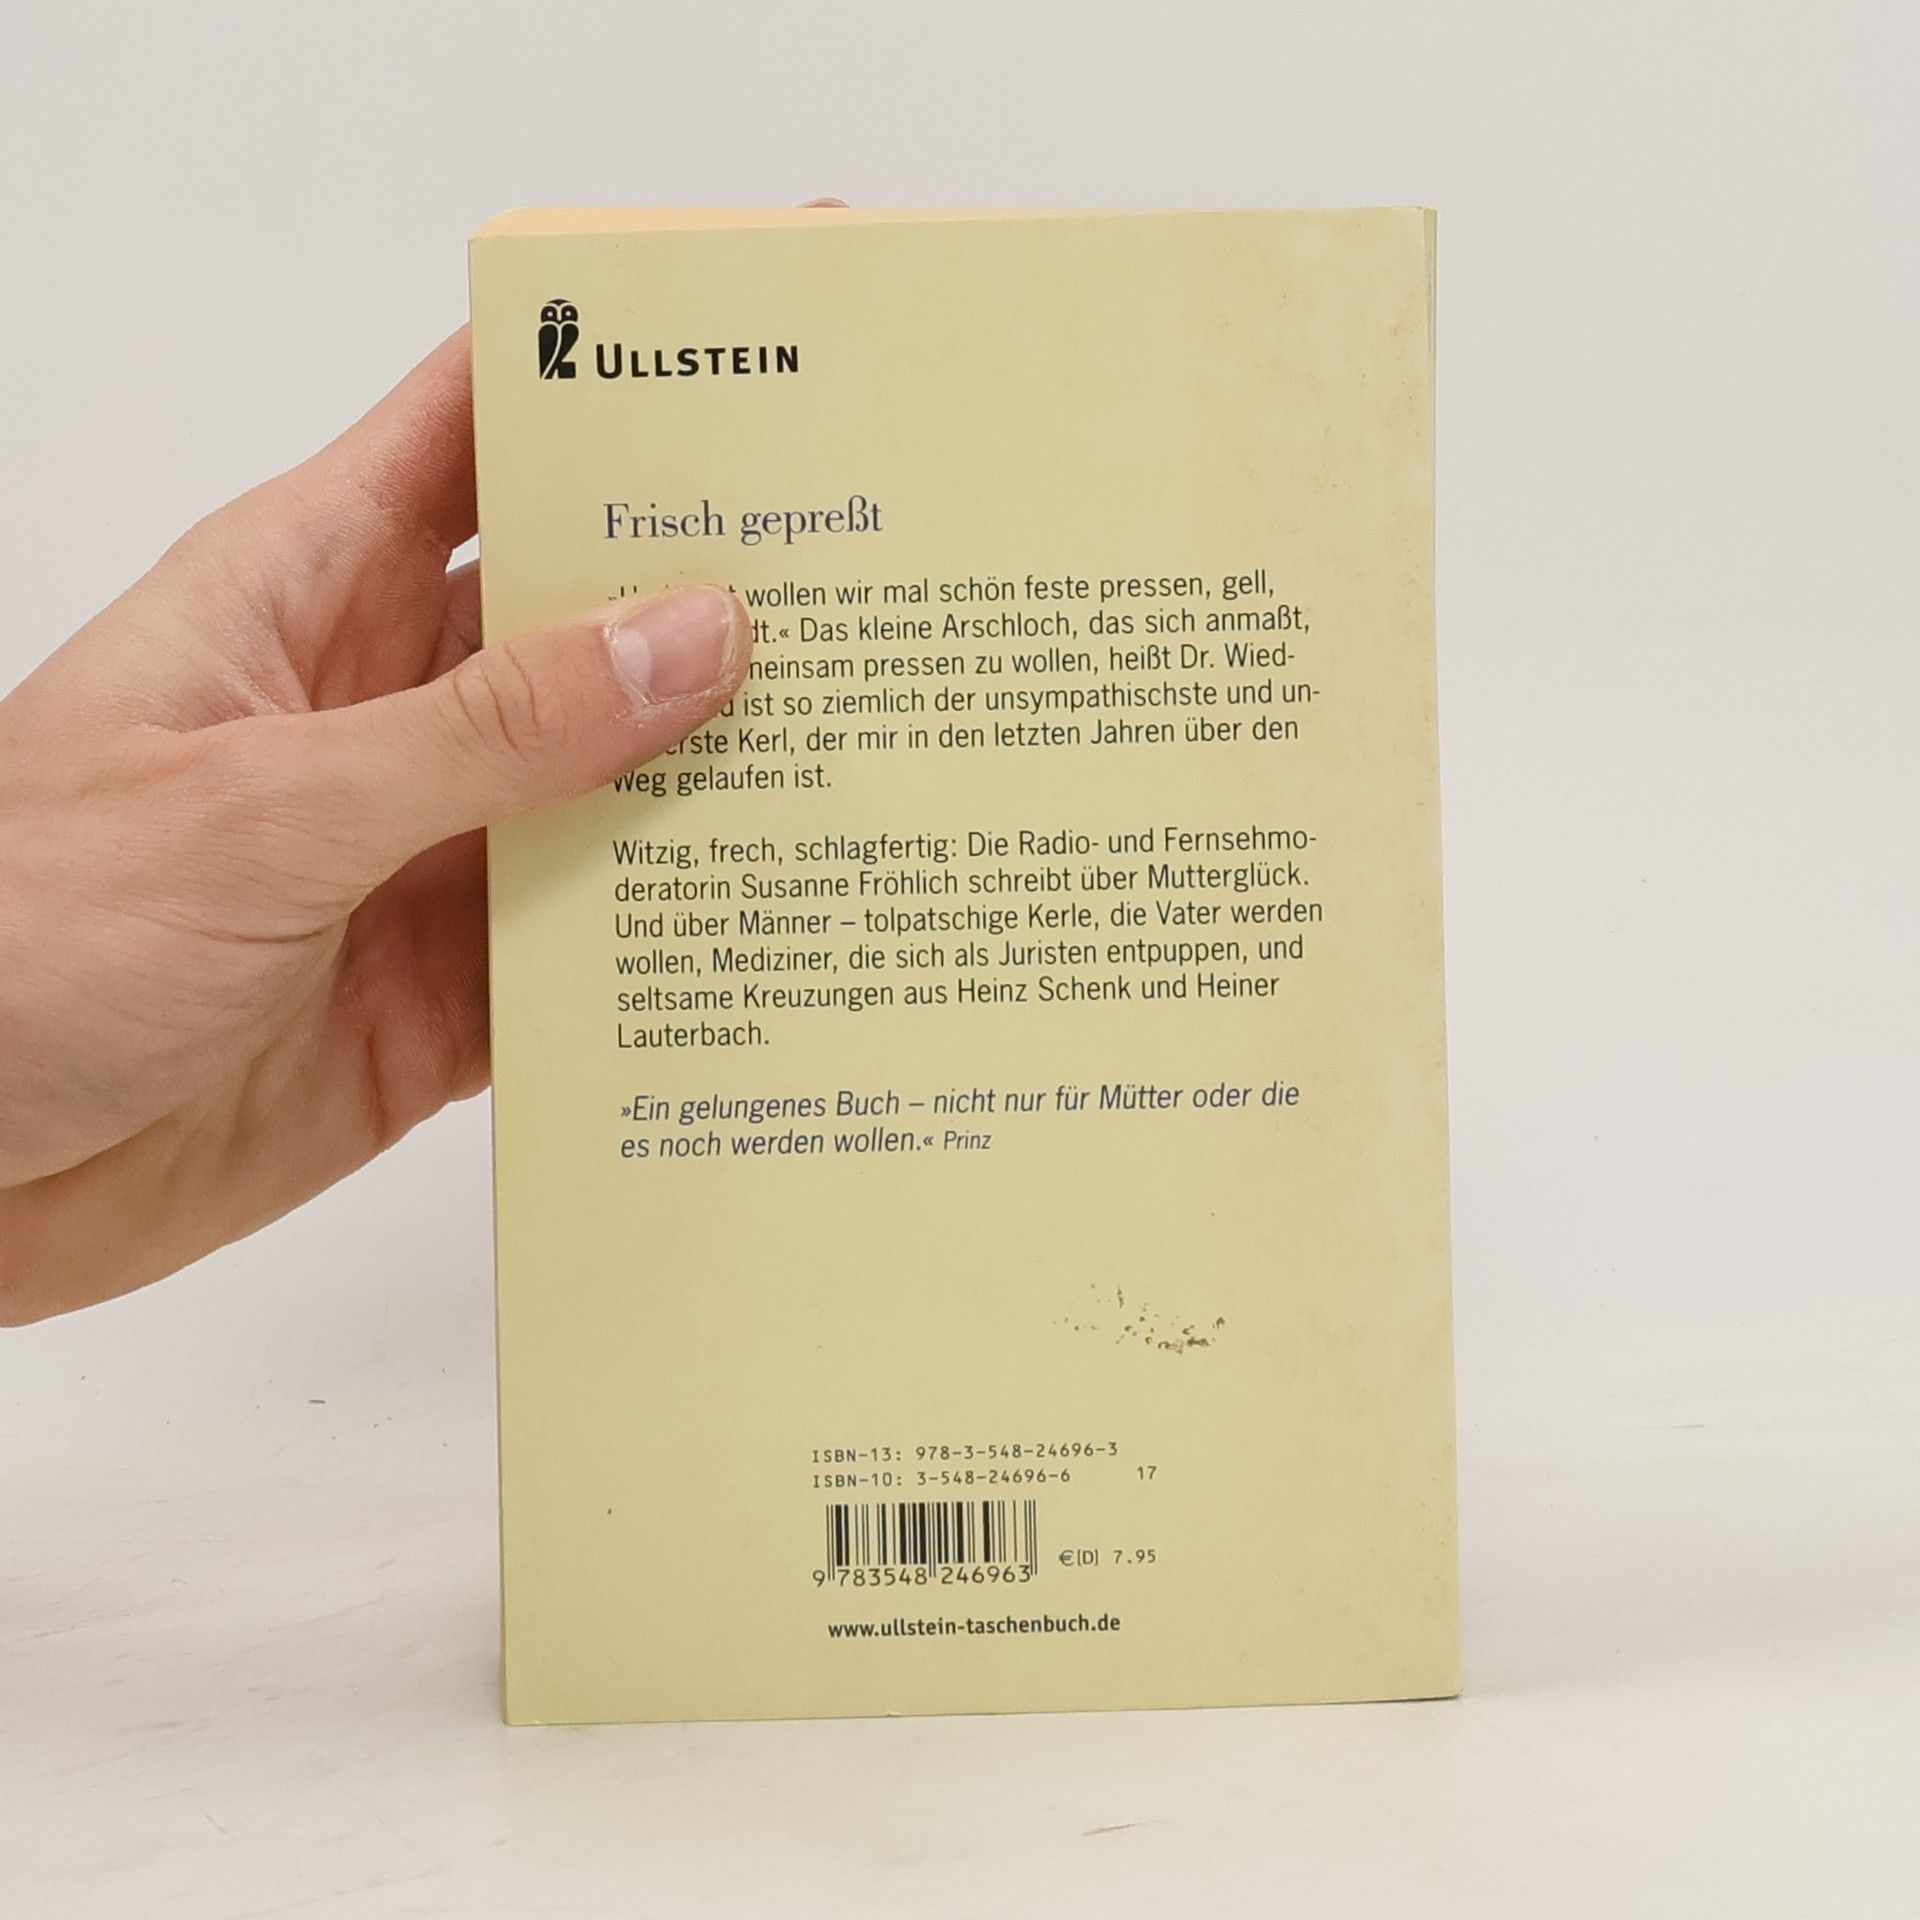 ULLSTEIN
Frisch gepreßt
wollen wir mal schön feste pressen, gell,
dt.« Das kleine Arschloch, das sich anmaßt,
meinsam pressen zu wollen, heißt Dr. Wied-
ist so ziemlich der unsympathischste und un-
erste Kerl, der mir in den letzten Jahren über den
Weg gelaufen ist.
Witzig, frech, schlagfertig: Die Radio- und Fernsehmo-
deratorin Susanne Fröhlich schreibt über Mutterglück.
Und über Männer – tolpatschige Kerle, die Vater werden
wollen, Mediziner, die sich als Juristen entpuppen, und
seltsame Kreuzungen aus Heinz Schenk und Heiner
Lauterbach.
»Ein gelungenes Buch – nicht nur für Mütter oder die
es noch werden wollen.« Prinz
ISBN-13: 978-3-548-24696-3
ISBN-10: 3-548-24696-6 17
9 783548 246963 €[D] 7.95
www.ullstein-taschenbuch.de